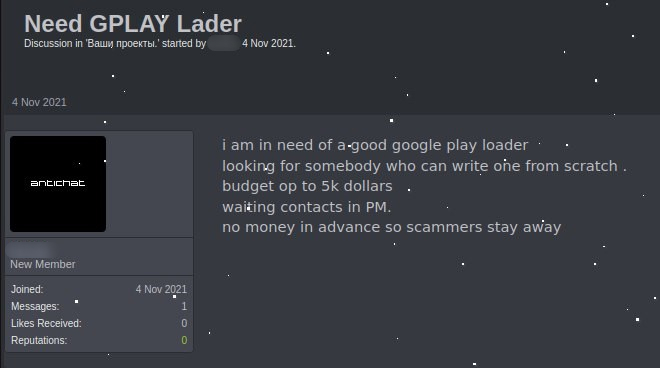 Need GPLAY Lader
Discussion in 'Ваши проекты.' started by 4 Nov 2021.
4 Nov 2021
antichat
i am in need of a good google play loader
looking for somebody who can write one from scratch .
budget op to 5k dollars
waiting contacts in PM.
no money in advance so scammers stay away
New Member
Joined: 4 Nov 2021
Messages: 1
Likes Received: 0
Reputations: 0